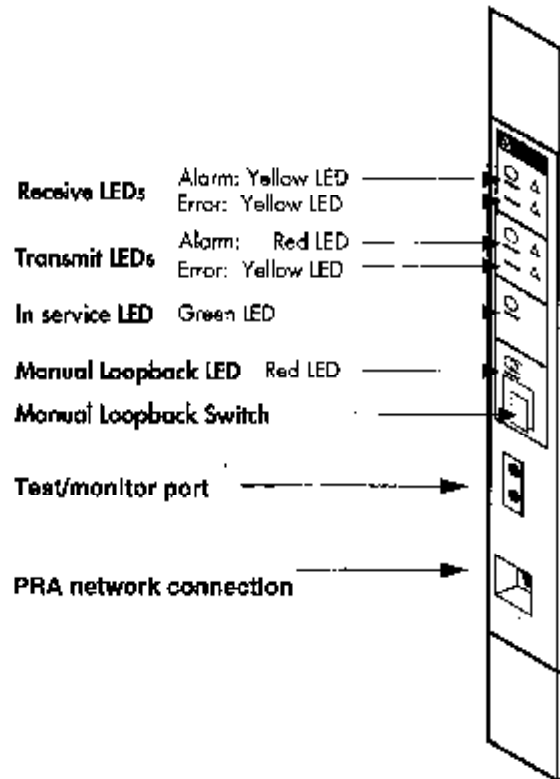 Receive LEDs
Alarm: Yellow LED
Error: Yellow LED
Transmit LEDs
Alarm: Red LED
Error: Yellow LED
In service LED Green LED
Manual Loopback LED Red LED
Manual Loopback Switch
Test/monitor port
PRA network connection